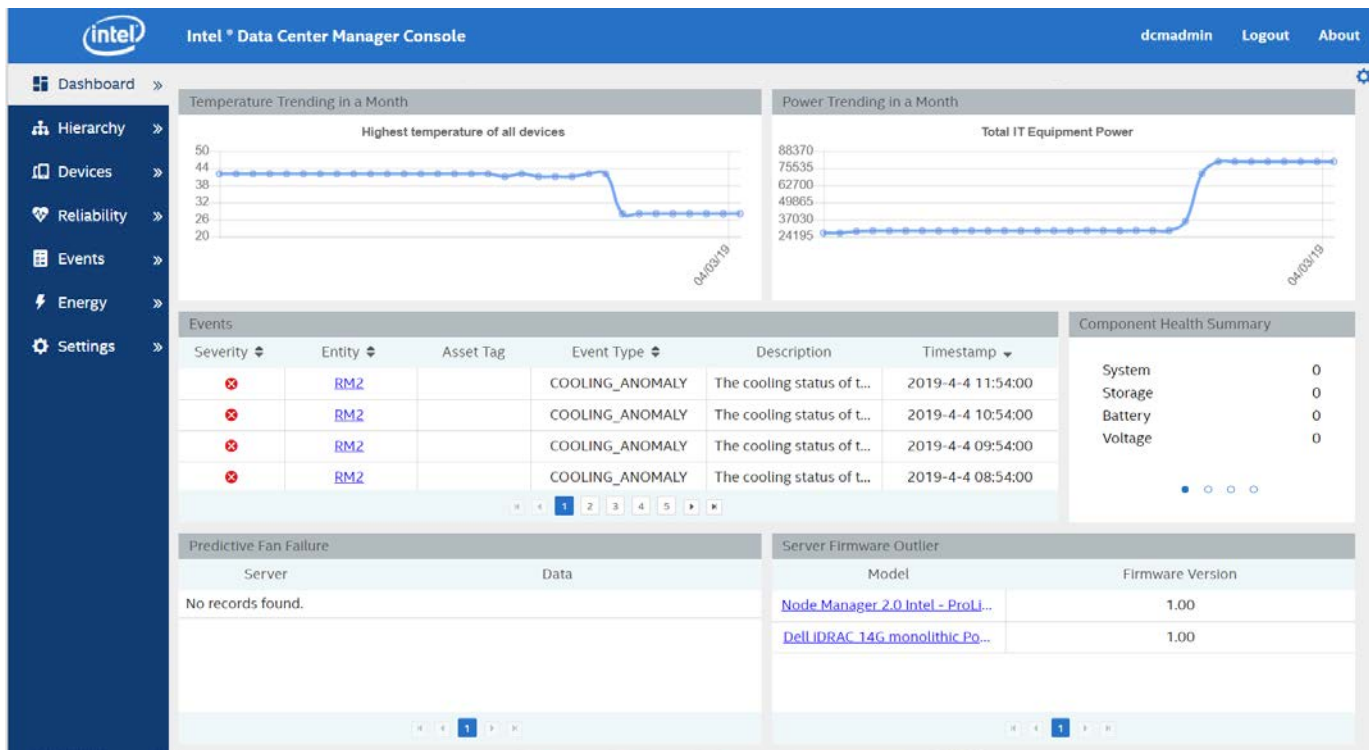 intel
Intel ® Data Center Manager Console
dcmadmin Logout About
Dashboard »
Hierarchy »
Devices »
Reliability »
Events »
Energy »
Settings »
Temperature Trending in a Month
Highest temperature of all devices
50
44
38
32
26
20
04/03/19
Power Trending in a Month
Total IT Equipment Power
88370
75535
62700
49865
37030
24195
04/03/19
Events
Severity Entity Asset Tag Event Type Description Timestamp
RM2 COOLING_ANOMALY The cooling status of t... 2019-4-4 11:54:00
RM2 COOLING_ANOMALY The cooling status of t... 2019-4-4 10:54:00
RM2 COOLING_ANOMALY The cooling status of t... 2019-4-4 09:54:00
RM2 COOLING_ANOMALY The cooling status of t... 2019-4-4 08:54:00
1 2 3 4 5
Component Health Summary
System 0
Storage 0
Battery 0
Voltage 0
Predictive Fan Failure
Server Data
No records found.
1
Server Firmware Outlier
Model Firmware Version
Node Manager 2.0 Intel - ProLi... 1.00
Dell iDRAC 14G monolithic Po... 1.00
1